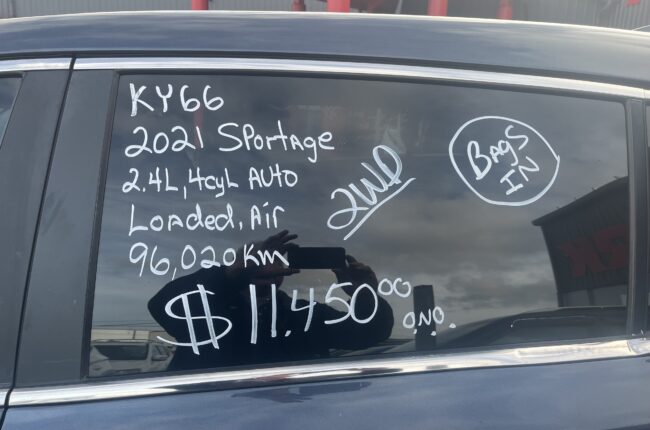 KY66
2021 Sportage
2.4L, 4cyL Auto
Loaded, Air
96,020 Km
2WD
Bags
IN
$11.450 00
O.N.O.